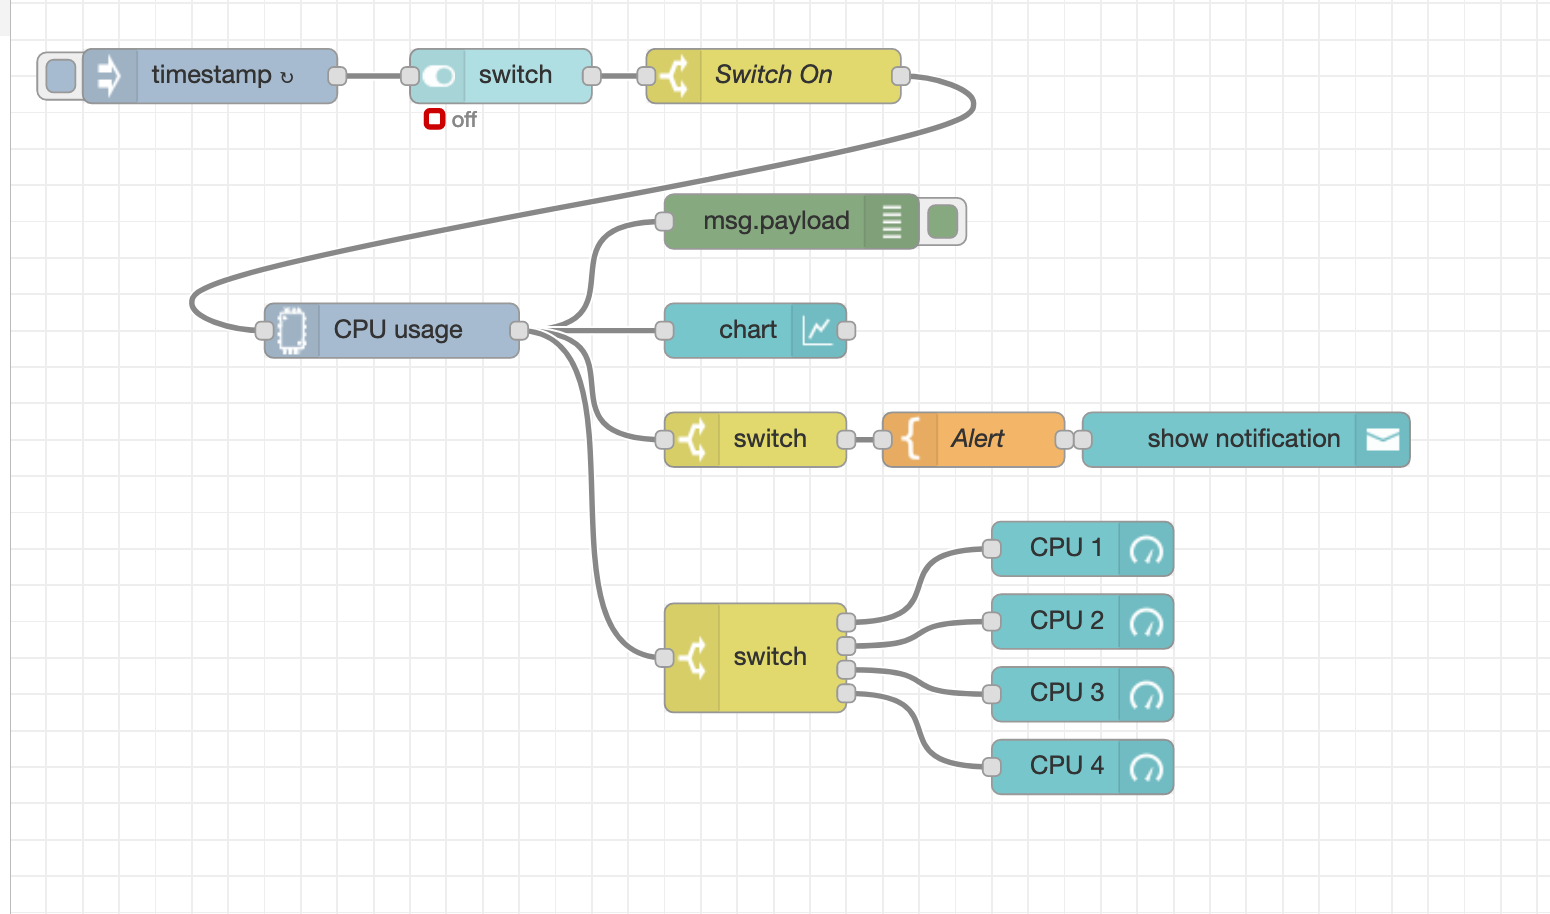 timestamp ↻
switch
Switch On
off
msg.payload
CPU usage
chart
switch
Alert
show notification
CPU 1
CPU 2
switch
CPU 3
CPU 4